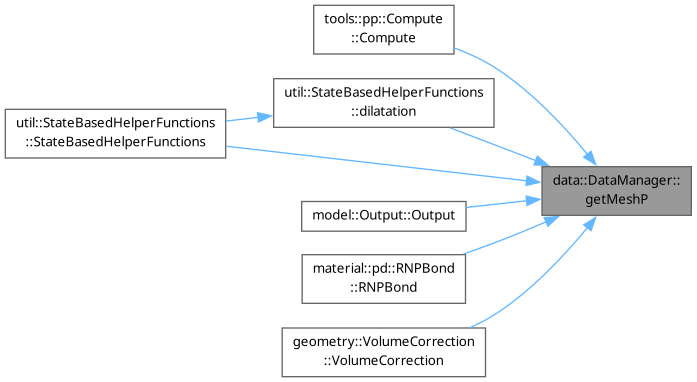 tools::pp::Compute
::Compute
util::StateBasedHelperFunctions
::dilatation
util::StateBasedHelperFunctions
::StateBasedHelperFunctions
data::DataManager::
getMeshP
model::Output::Output
material::pd::RNPBond
::RNPBond
geometry::VolumeCorrection
::VolumeCorrection